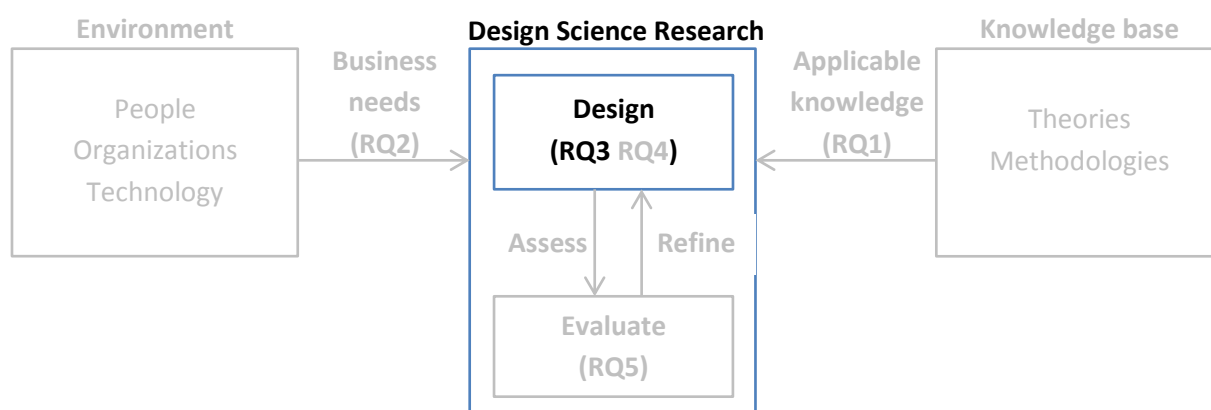 Environment
People
Organizations
Technology
Business
needs
(RQ2)
Design Science Research
Design
(RQ3 RQ4)
Assess
Refine
Evaluate
(RQ5)
Applicable
knowledge
(RQ1)
Knowledge base
Theories
Methodologies